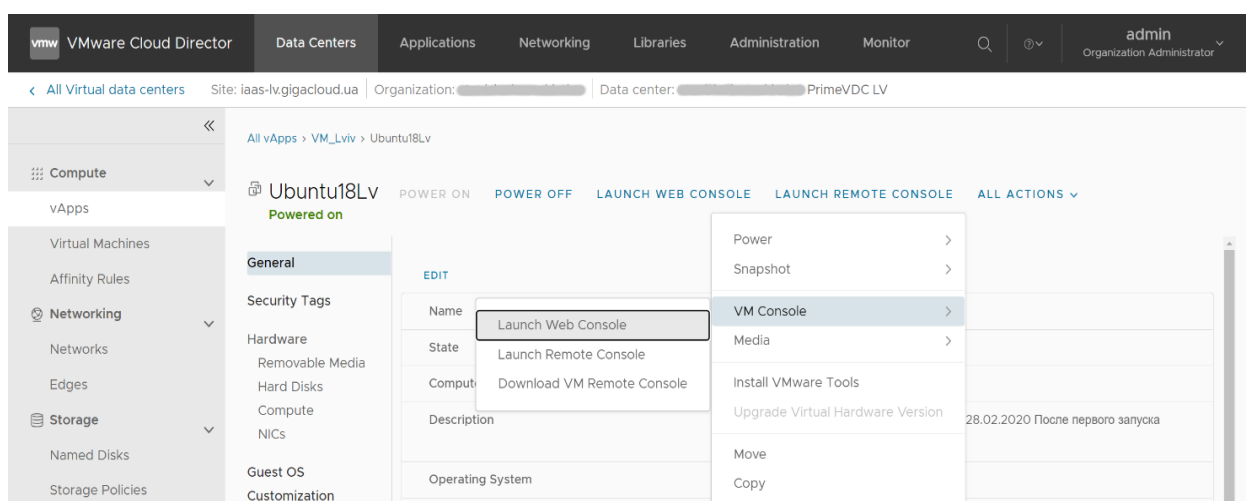 vmw VMware Cloud Director Data Centers Applications Networking Libraries Administration Monitor admin
Organization Administrator
All Virtual data centers Site: iaas-lv.gigacloud.ua Organization: Data center: PrimeVDC LV
All vApps > VM_Lviv > Ubuntu18Lv
Compute
vApps
Virtual Machines
Affinity Rules
Networking
Networks
Edges
Storage
Named Disks
Storage Policies
Ubuntu18Lv POWER ON POWER OFF LAUNCH WEB CONSOLE LAUNCH REMOTE CONSOLE ALL ACTIONS
Powered on
General
Security Tags
Hardware
Removable Media
Hard Disks
Compute
NICs
Guest OS
Customization
EDIT
Name
State
Comput
Description 28.02.2020 После первого запуска
Operating System
Launch Web Console
Launch Remote Console
Download VM Remote Console
Power
Snapshot
VM Console
Media
Install VMware Tools
Upgrade Virtual Hardware Version
Move
Copy